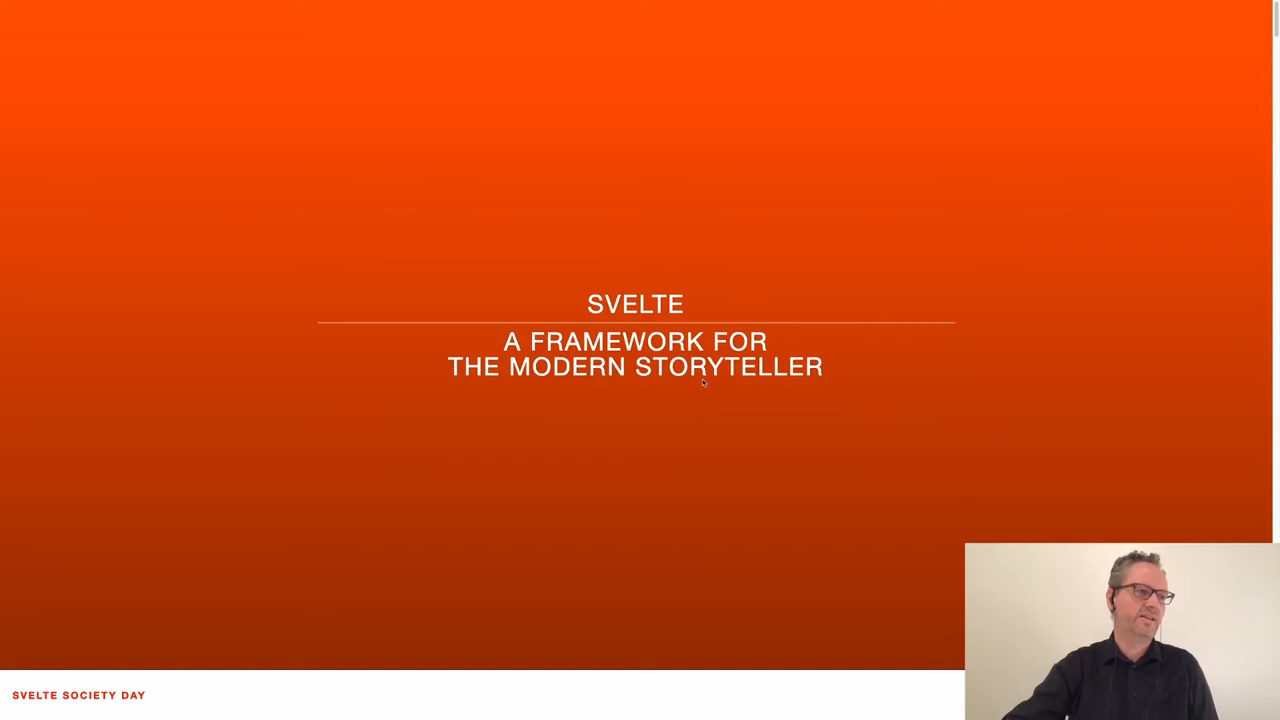 SVELTE
A FRAMEWORK FOR
THE MODERN STORYTELLER
SVELTE SOCIETY DAY